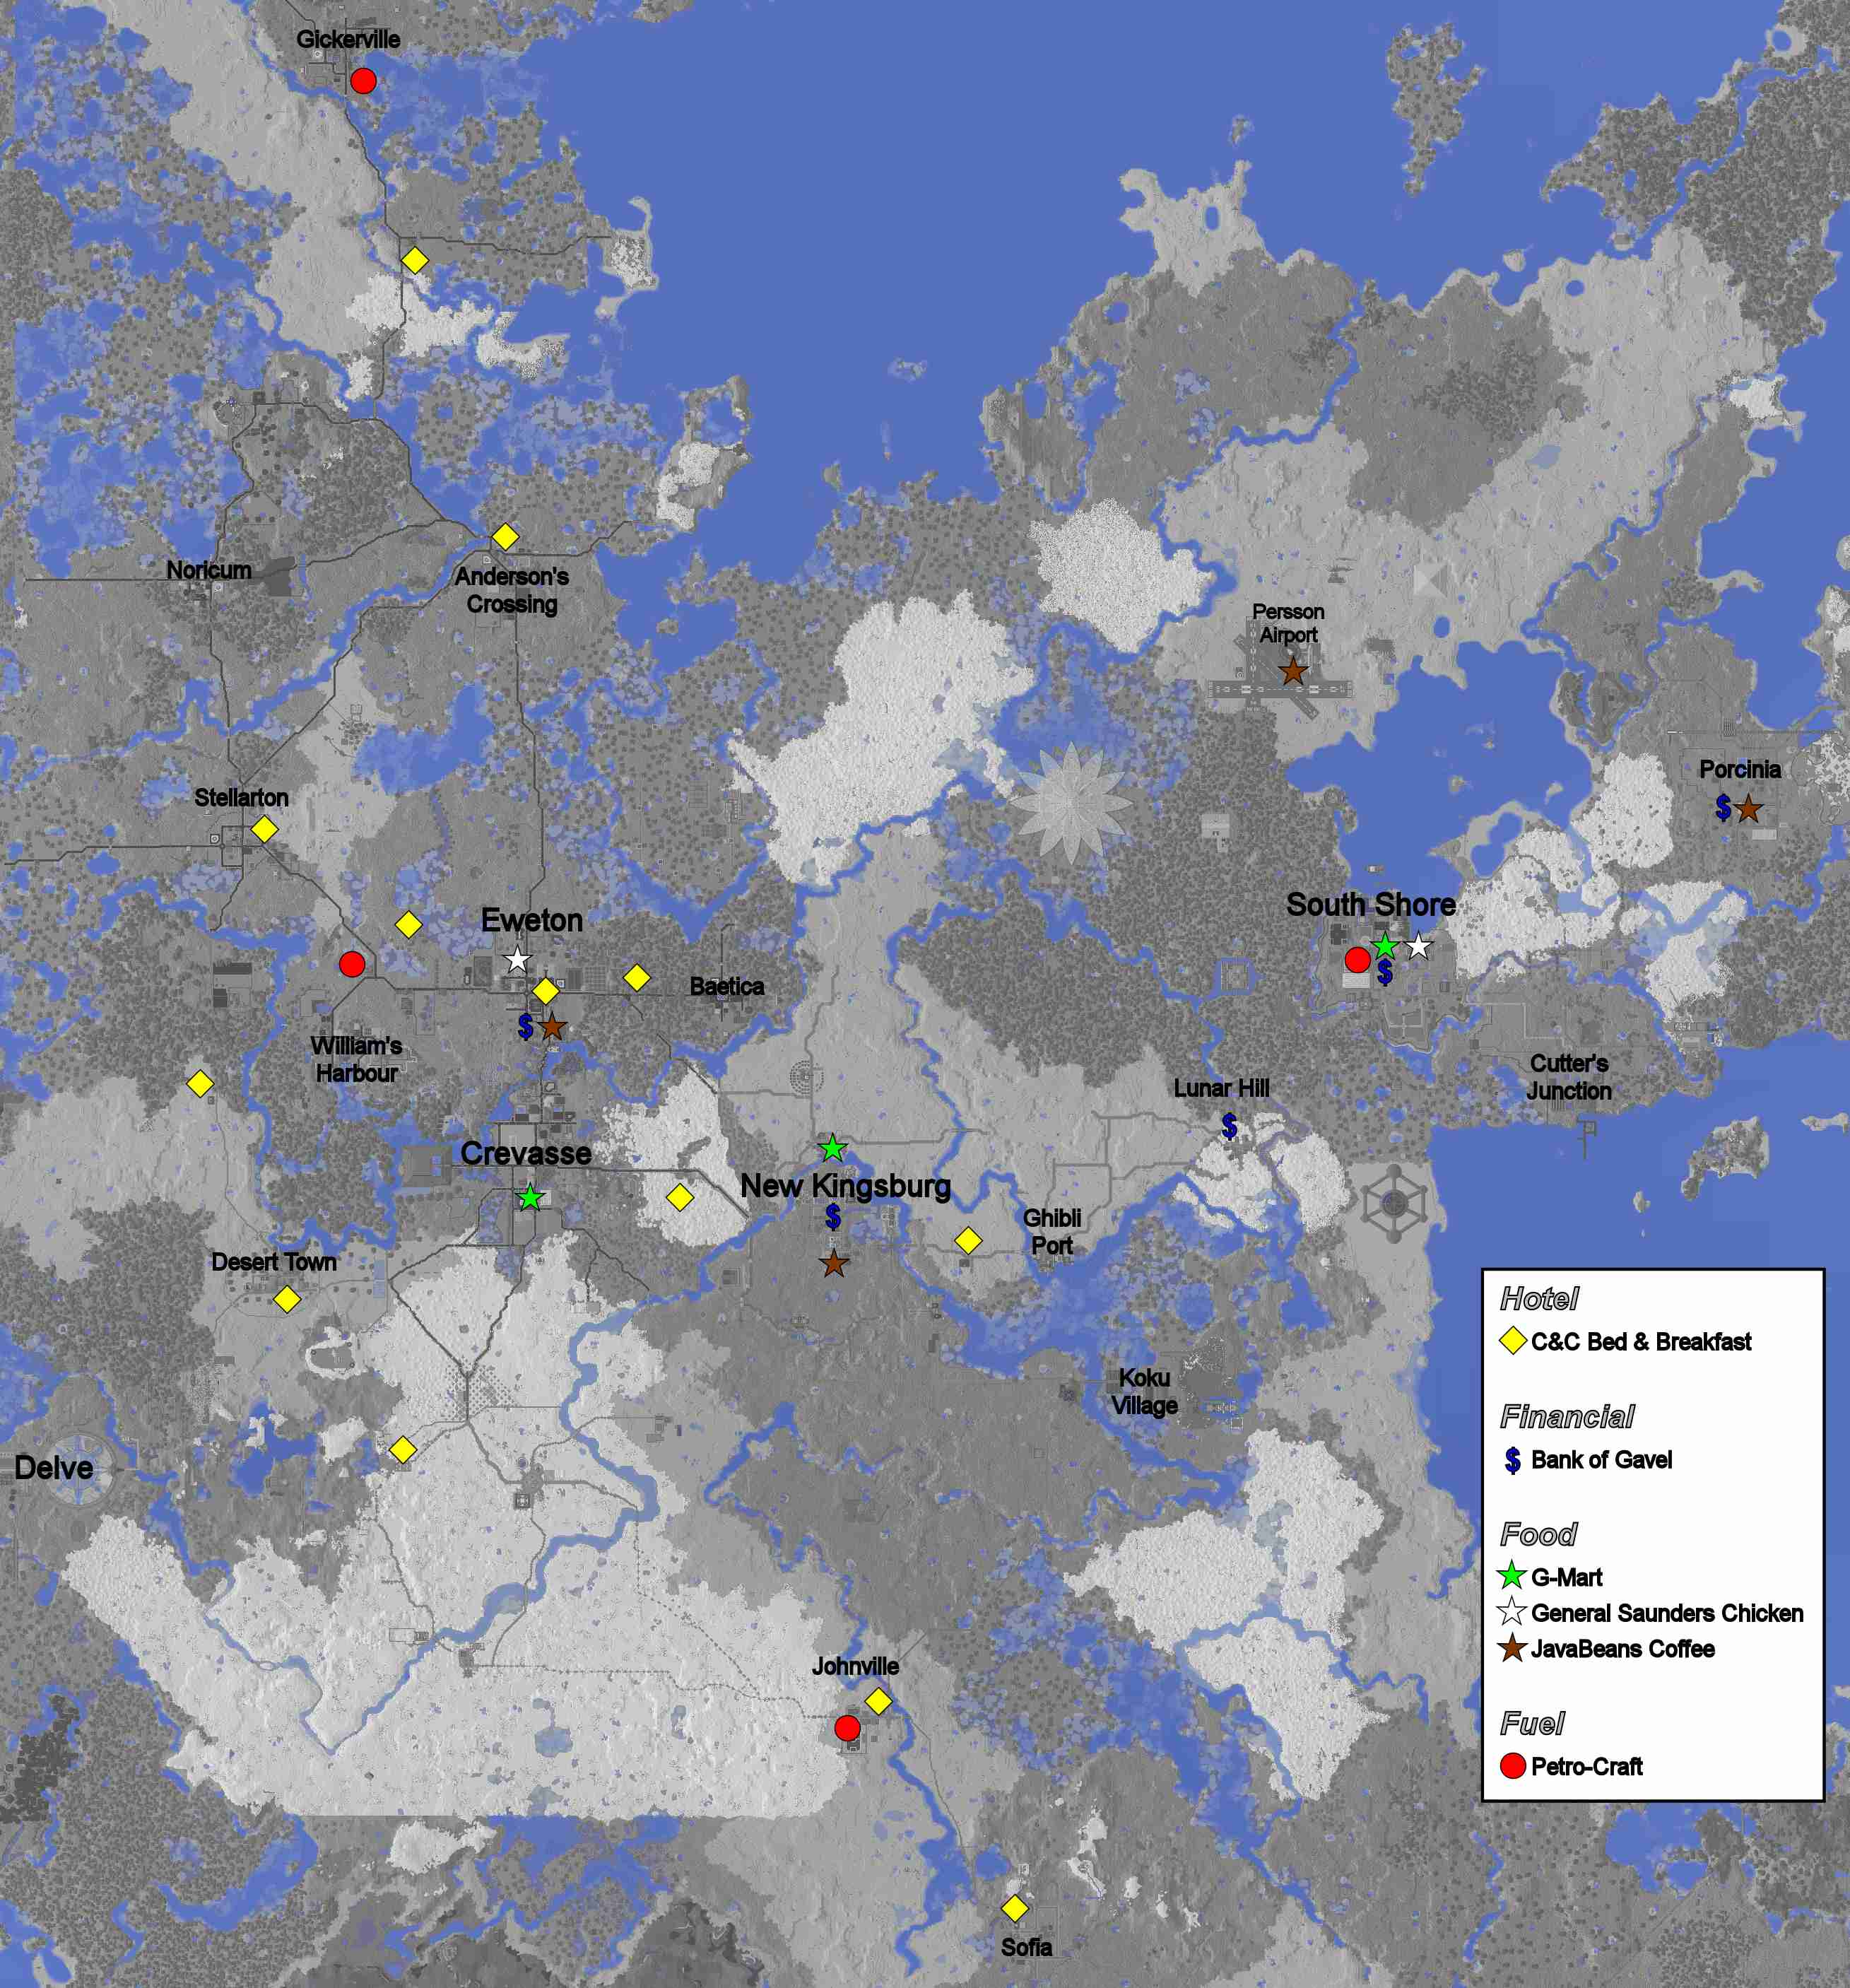 Gickerville
Noricum
Anderson's
Crossing
Persson
Airport
Stellarton
Porcinia
$
Eweton
South Shore
$
Baetica
$
William's
Harbour
Cutter's
Junction
Lunar Hill
$
Crevasse
New Kingsburg
$
Ghibli
Port
Desert Town
Koku
Village
Delve
Johnville
Sofia
Hotel
C&C Bed & Breakfast
Financial
$ Bank of Gavel
Food
G-Mart
General Saunders Chicken
JavaBeans Coffee
Fuel
Petro-Craft